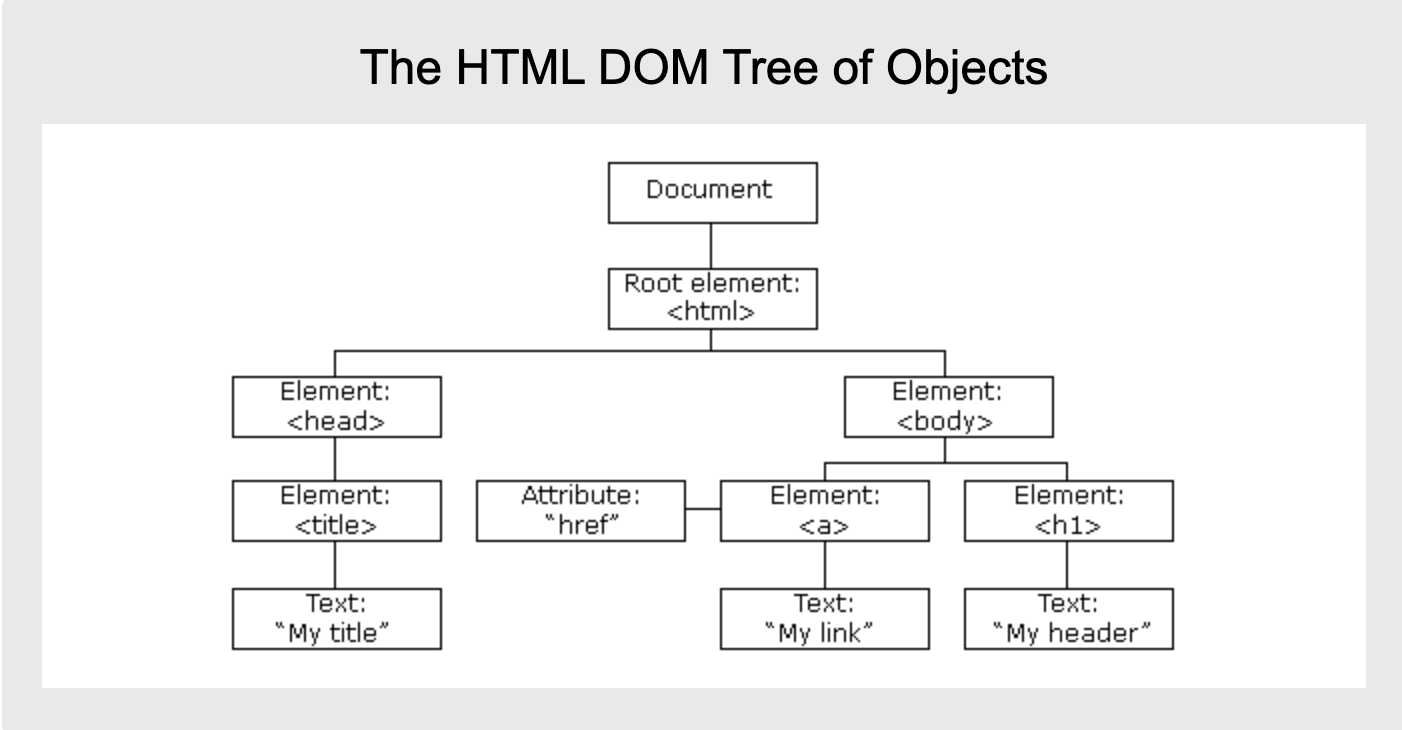 The HTML DOM Tree of Objects
Document
Root element:
<html>
Element:
<head>
Element:
<body>
Element:
<title>
Attribute:
“href”
Element:
<a>
Element:
<h1>
Text:
“My title”
Text:
“My link”
Text:
“My header”